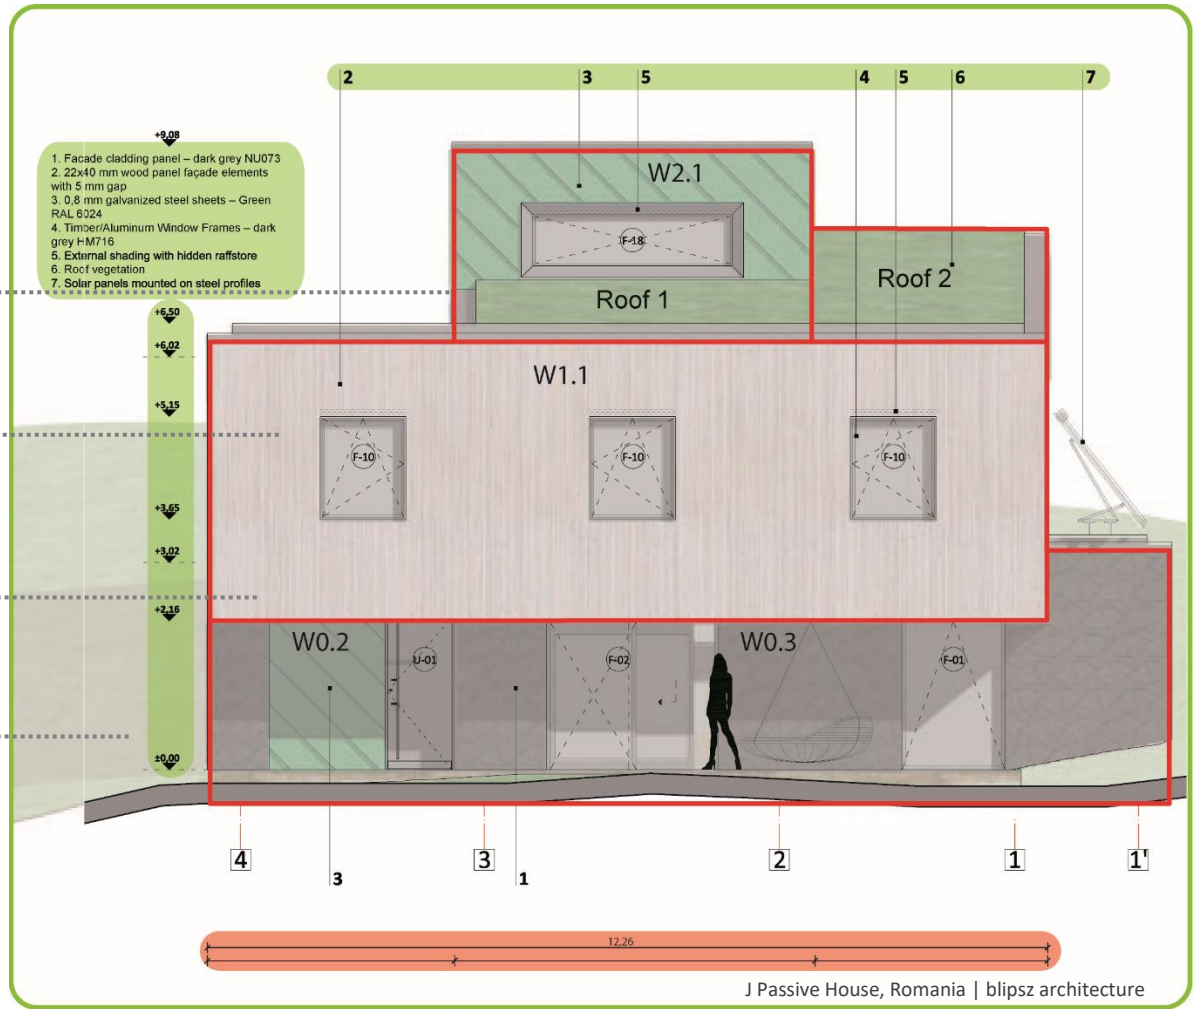 2 3 5 4 5 6 7
+9,08
1. Facade cladding panel – dark grey NU073
2. 22x40 mm wood panel façade elements
with 5 mm gap
3. 0,8 mm galvanized steel sheets – Green
RAL 6024
4. Timber/Aluminum Window Frames – dark
grey HM716
5. External shading with hidden raffstore
6. Roof vegetation
7. Solar panels mounted on steel profiles
W2.1
F-18
Roof 1
Roof 2
+6,50
+6,02
W1.1
+5,15
F-10 F-10 F-10
+3,65
+3,02
+2,16
W0.2
U-01
F-02
W0.3
F-01
±0,00
4 3 2 1 1'
3 1
12,26
J Passive House, Romania | blipsz architecture